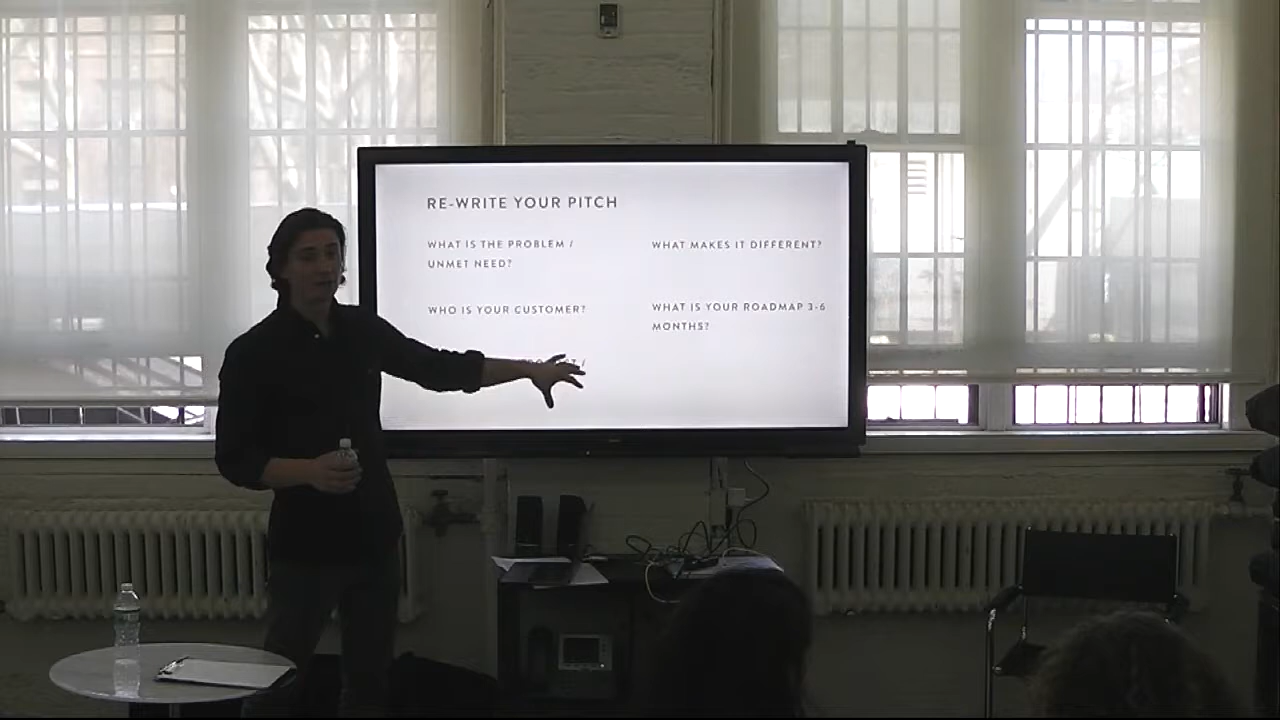 RE-WRITE YOUR PITCH
WHAT IS THE PROBLEM /
UNMET NEED?
WHO IS YOUR CUSTOMER?
WHAT MAKES IT DIFFERENT?
WHAT IS YOUR ROADMAP 3-6
MONTHS?